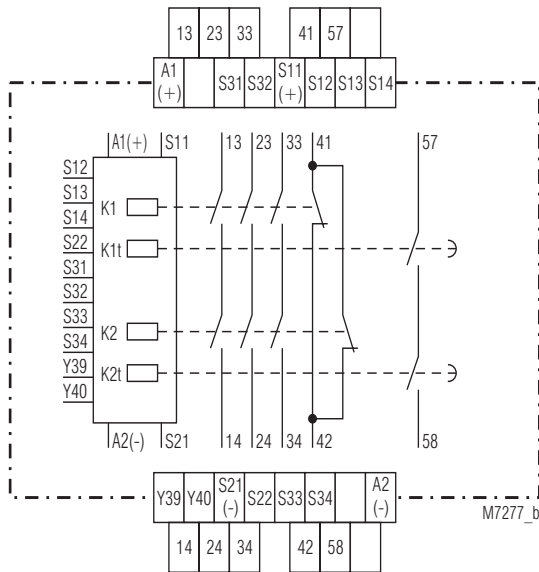 13 23 33 41 57
A1 (+) S31 S32 S11 (+) S12 S13 S14
A1(+) S11 13 23 33 41 57
S12
S13
K1
S14
S22
K1t
S31
S32
S33
K2
S34
Y39
K2t
Y40
A2(-) S21 14 24 34 42 58
Y39 Y40 S21 (-) S22 S33 S34 A2 (-)
M7277_b
14 24 34 42 58